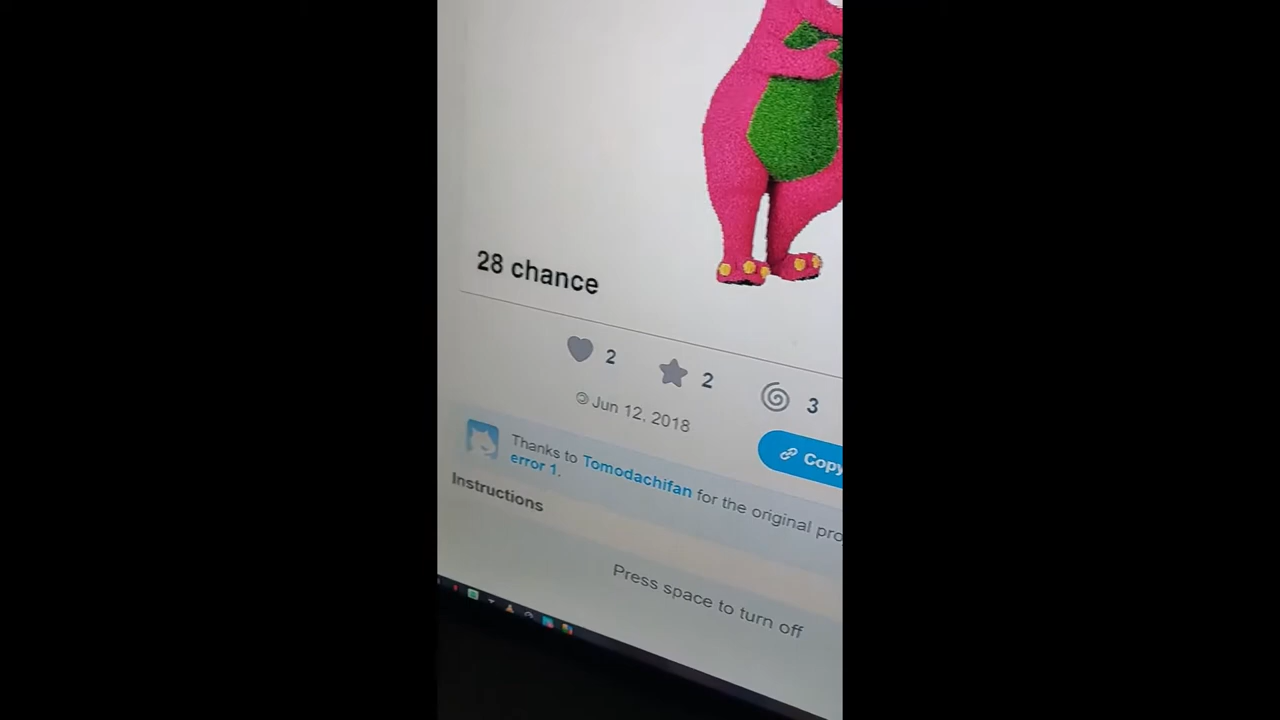 28 chance
2 2 3
Jun 12, 2018
Copy
Thanks to Tomodachifan for the original
error 1.
Instructions
Press space to turn off